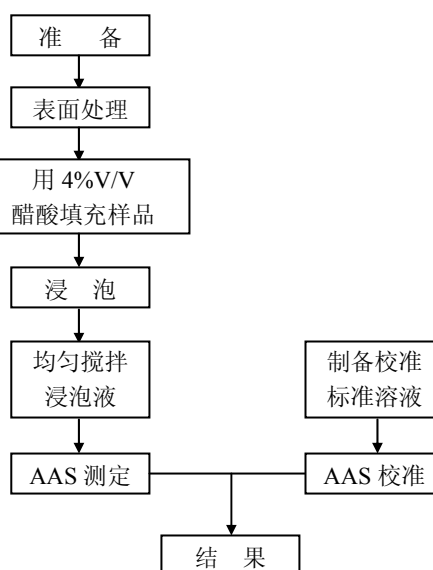 准 备
表面处理
用 4%V/V
醋酸填充样品
浸 泡
均匀搅拌
浸泡液
制备校准
标准溶液
AAS 测定
AAS 校准
结 果